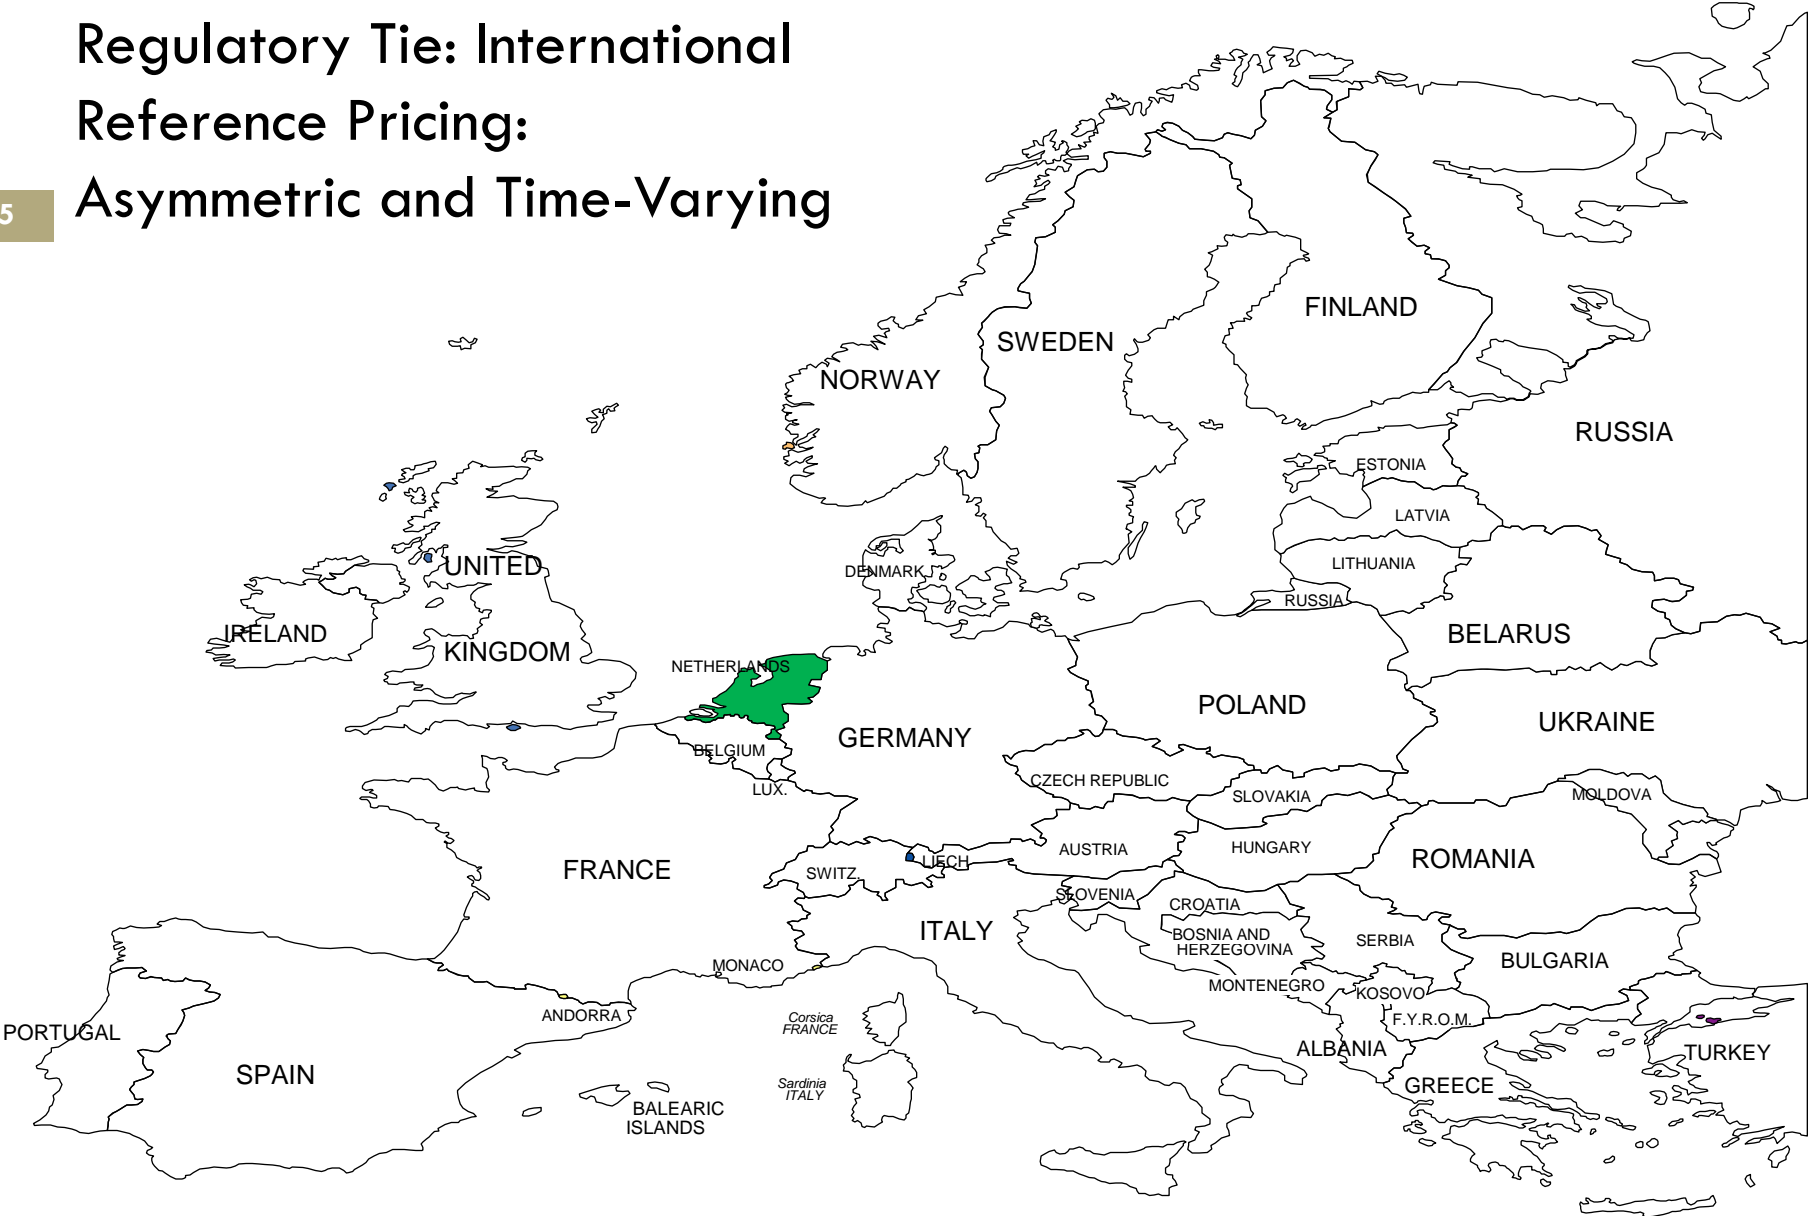 Regulatory Tie: International
Reference Pricing:
Asymmetric and Time-Varying
5
FINLAND
SWEDEN
NORWAY
RUSSIA
ESTONIA
LATVIA
LITHUANIA
RUSSIA
DENMARK
UNITED
KINGDOM
IRELAND
BELARUS
NETHERLANDS
POLAND
UKRAINE
GERMANY
BELGIUM
LUX.
CZECH REPUBLIC
SLOVAKIA
MOLDOVA
AUSTRIA
HUNGARY
ROMANIA
LIECH
SWITZ.
FRANCE
SLOVENIA
CROATIA
ITALY
BOSNIA AND
HERZEGOVINA
SERBIA
BULGARIA
MONACO
MONTENEGRO
KOSOVO
ANDORRA
Corsica
FRANCE
F.Y.R.O.M.
PORTUGAL
SPAIN
ALBANIA
TURKEY
GREECE
Sardinia
ITALY
BALEARIC
ISLANDS